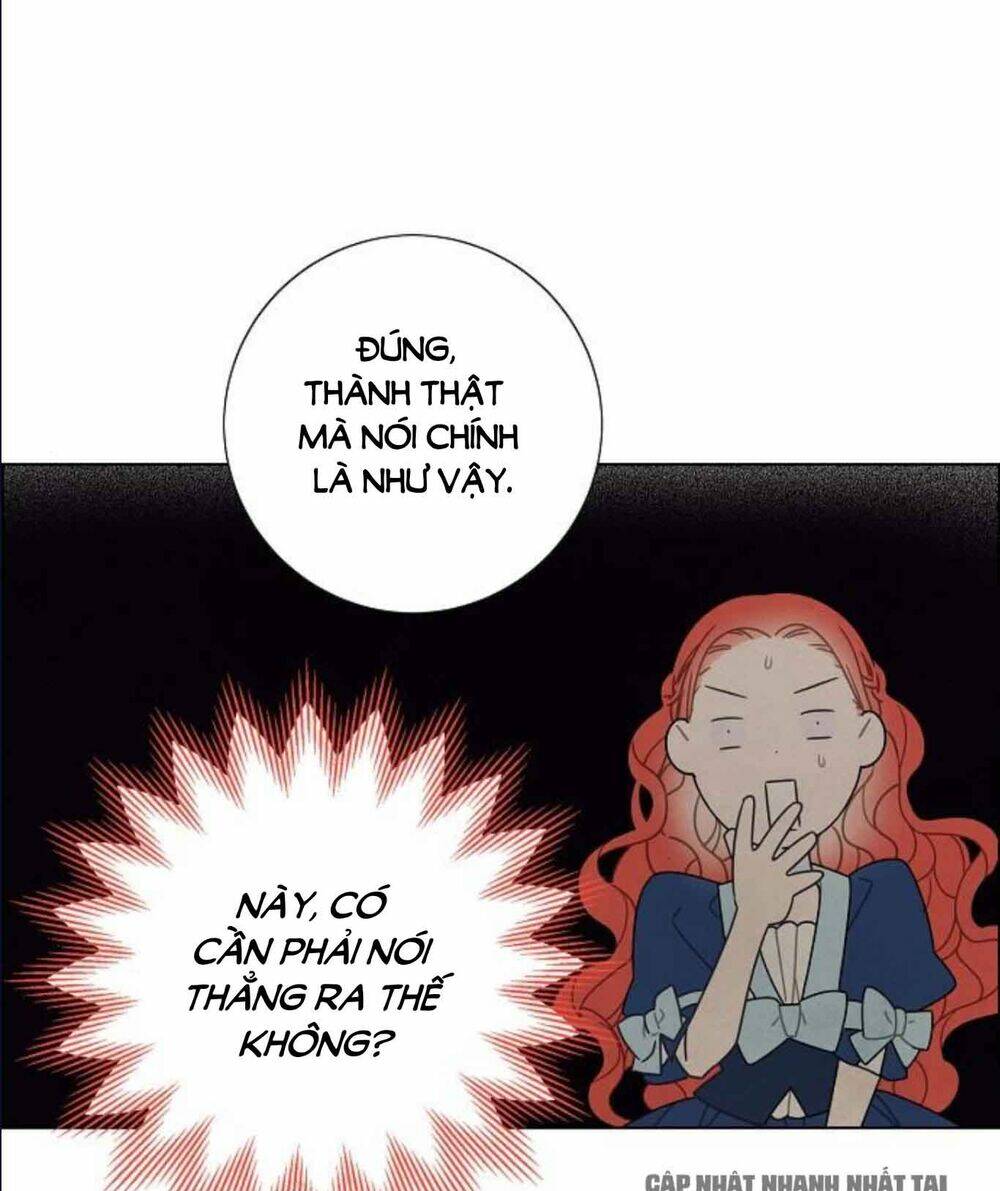 ĐÚNG,
THÀNH THẬT
MÀ NÓI CHÍNH
LÀ NHƯ VẬY.
NÀY, CÓ
CẦN PHẢI NÓI
THẲNG RA THẾ
KHÔNG?
CẬP NHẬT NHANH NHẤT TẠI